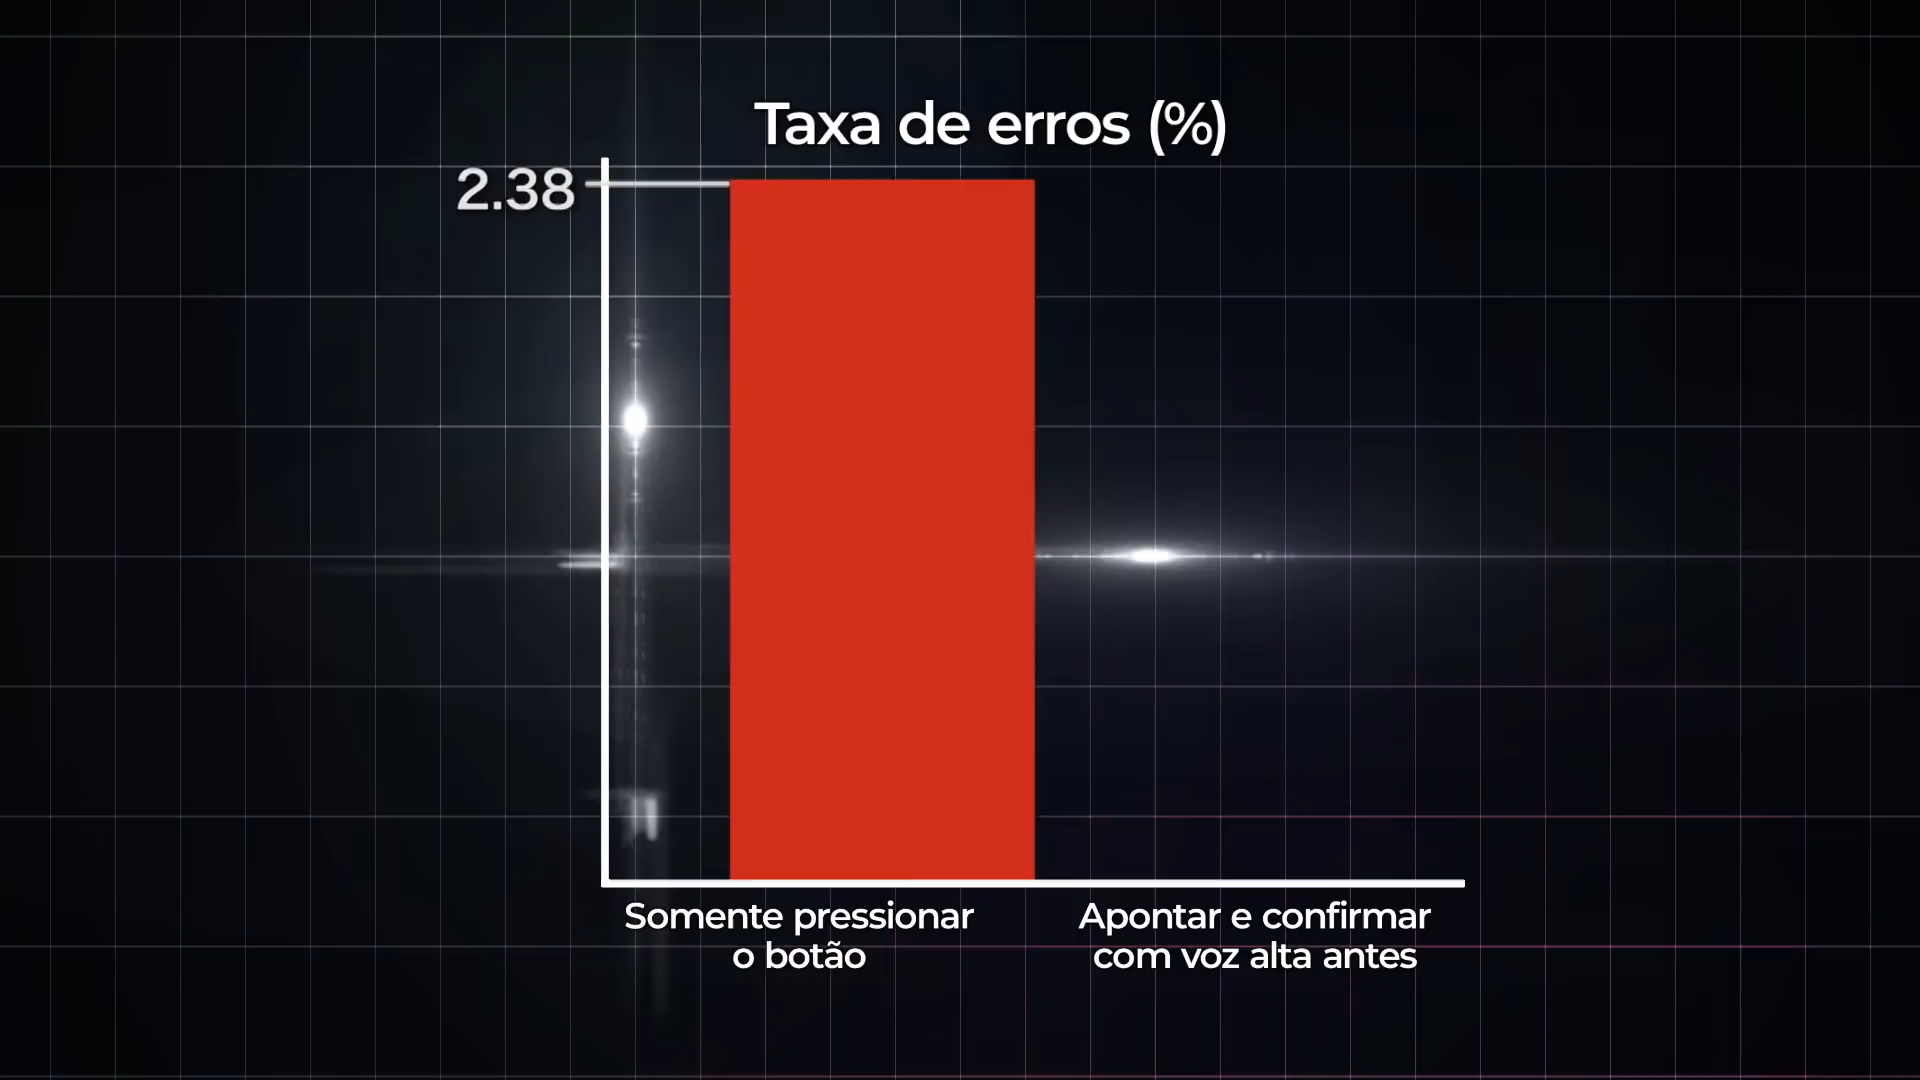 Taxa de erros (%)
2.38
Somente pressionar
o botão
Apontar e confirmar
com voz alta antes